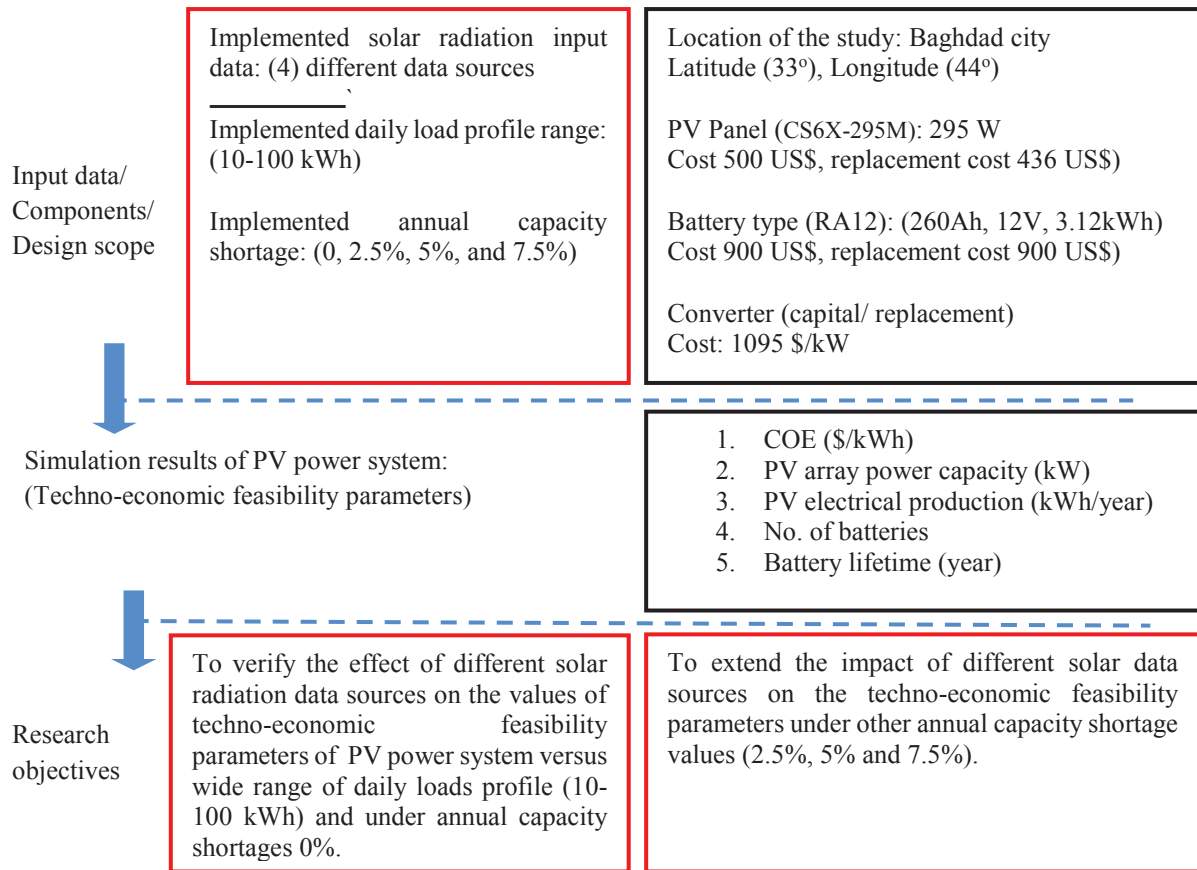 Implemented solar radiation input
data: (4) different data sources
`
Implemented daily load profile range:
(10-100 kWh)
Implemented annual capacity
shortage: (0, 2.5%, 5%, and 7.5%)
Location of the study: Baghdad city
Latitude (33º), Longitude (44º)
PV Panel (CS6X-295M): 295 W
Cost 500 US$, replacement cost 436 US$)
Battery type (RA12): (260Ah, 12V, 3.12kWh)
Cost 900 US$, replacement cost 900 US$)
Converter (capital/ replacement)
Cost: 1095 $/kW
Input data/
Components/
Design scope
Simulation results of PV power system:
(Techno-economic feasibility parameters)
1. COE ($/kWh)
2. PV array power capacity (kW)
3. PV electrical production (kWh/year)
4. No. of batteries
5. Battery lifetime (year)
Research
objectives
To verify the effect of different solar
radiation data sources on the values of
techno-economic feasibility
parameters of PV power system versus
wide range of daily loads profile (10-
100 kWh) and under annual capacity
shortages 0%.
To extend the impact of different solar data
sources on the techno-economic feasibility
parameters under other annual capacity shortage
values (2.5%, 5% and 7.5%).